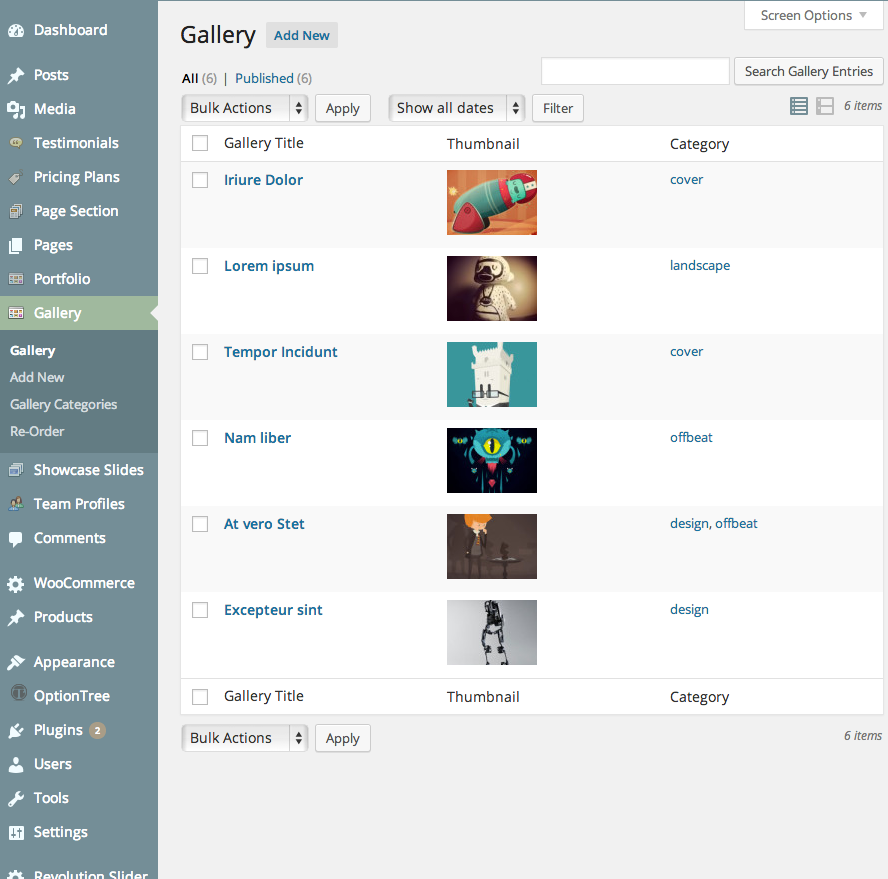 Dashboard
Posts
Media
Testimonials
Pricing Plans
Page Section
Pages
Portfolio
Gallery
Gallery
Add New
Gallery Categories
Re-Order
Showcase Slides
Team Profiles
Comments
WooCommerce
Products
Appearance
OptionTree
Plugins 2
Users
Tools
Settings
Revolution Slider
Screen Options
Gallery Add New
All (6) | Published (6)
Search Gallery Entries
Bulk Actions Apply Show all dates Filter 6 items
Gallery Title Thumbnail Category
Iriure Dolor cover
Lorem ipsum landscape
Tempor Incidunt cover
Nam liber offbeat
At vero Stet design, offbeat
Excepteur sint design
Gallery Title Thumbnail Category
Bulk Actions Apply 6 items